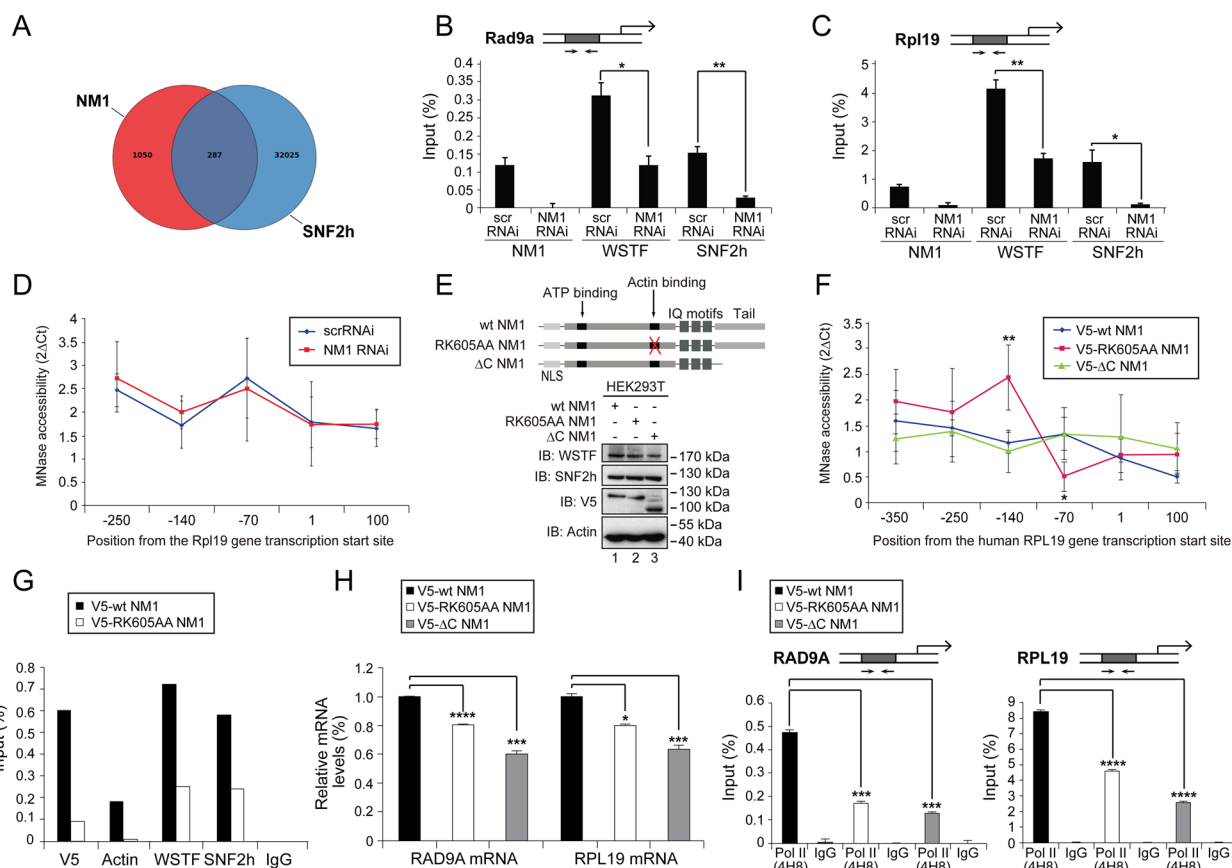 A
NM1
1050
287
32025
SNF2h
B
Rad9a
Input (%)
0.4
0.35
0.3
0.25
0.2
0.15
0.1
0.05
0
*
**
scr RNAi
NM1 RNAi
scr RNAi
NM1 RNAi
scr RNAi
NM1 RNAi
NM1
WSTF
SNF2h
C
Rpl19
Input (%)
5
4
3
2
1
0
**
*
scr RNAi
NM1 RNAi
scr RNAi
NM1 RNAi
scr RNAi
NM1 RNAi
NM1
WSTF
SNF2h
D
scrRNAi
NM1 RNAi
MNase accessibility (2ΔCt)
4
3.5
3
2.5
2
1.5
1
0.5
0
-250
-140
-70
1
100
Position from the Rpl19 gene transcription start site
E
ATP binding
Actin binding
IQ motifs
Tail
wt NM1
RK605AA NM1
ΔC NM1
NLS
HEK293T
wt NM1 + - -
RK605AA NM1 - + -
ΔC NM1 - - +
IB: WSTF
-170 kDa
-130 kDa
IB: SNF2h
-130 kDa
IB: V5
-100 kDa
-55 kDa
IB: Actin
-40 kDa
1 2 3
F
V5-wt NM1
V5-RK605AA NM1
V5-ΔC NM1
MNase accessibility (2ΔCt)
3.5
3
2.5
2
1.5
1
0.5
0
**
*
-350
-250
-140
-70
1
100
Position from the human RPL19 gene transcription start site
G
V5-wt NM1
V5-RK605AA NM1
Input (%)
0.8
0.7
0.6
0.5
0.4
0.3
0.2
0.1
0
V5
Actin
WSTF
SNF2h
IgG
H
V5-wt NM1
V5-RK605AA NM1
V5-ΔC NM1
Relative mRNA levels (%)
1.2
1.0
0.8
0.6
0.4
0.2
0
****
***
*
***
RAD9A mRNA
RPL19 mRNA
I
V5-wt NM1
V5-RK605AA NM1
V5-ΔC NM1
RAD9A
Input (%)
0.5
0.4
0.3
0.2
0.1
0
***
***
Pol II (4H8)
IgG
Pol II (4H8)
IgG
Pol II (4H8)
IgG
RPL19
Input (%)
9
8
7
6
5
4
3
2
1
0
****
****
Pol II (4H8)
IgG
Pol II (4H8)
IgG
Pol II (4H8)
IgG